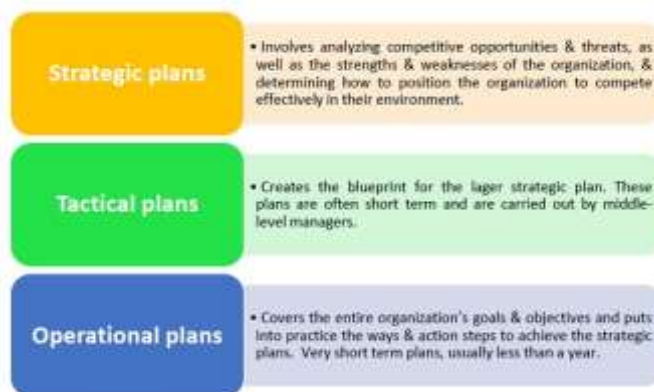 Strategic plans
• Involves analyzing competitive opportunities & threats, as
well as the strengths & weaknesses of the organization, &
determining how to position the organization to compete
effectively in their environment.
Tactical plans
• Creates the blueprint for the lager strategic plan. These
plans are often short term and are carried out by middle-
level managers.
Operational plans
• Covers the entire organization's goals & objectives and puts
into practice the ways & action steps to achieve the strategic
plans. Very short term plans, usually less than a year.